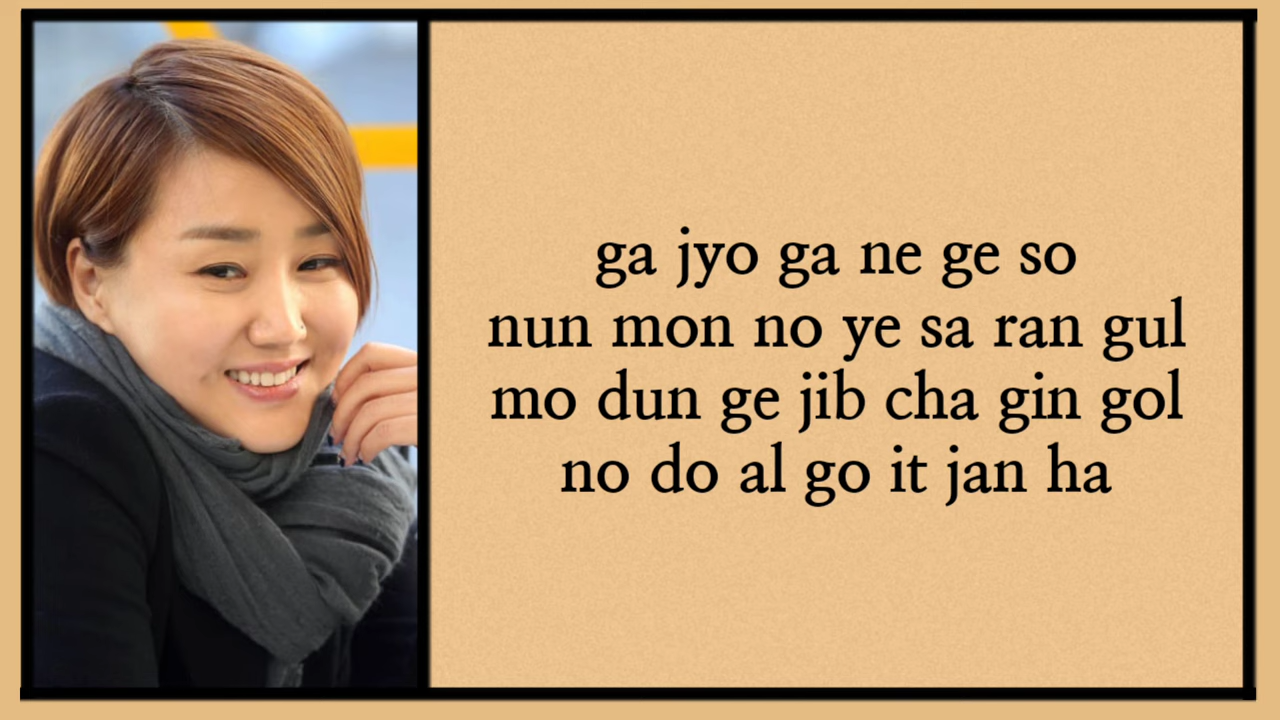 ga jyo ga ne ge so
nun mon no ye sa ran gul
mo dun ge jib cha gin gol
no do al go it jan ha